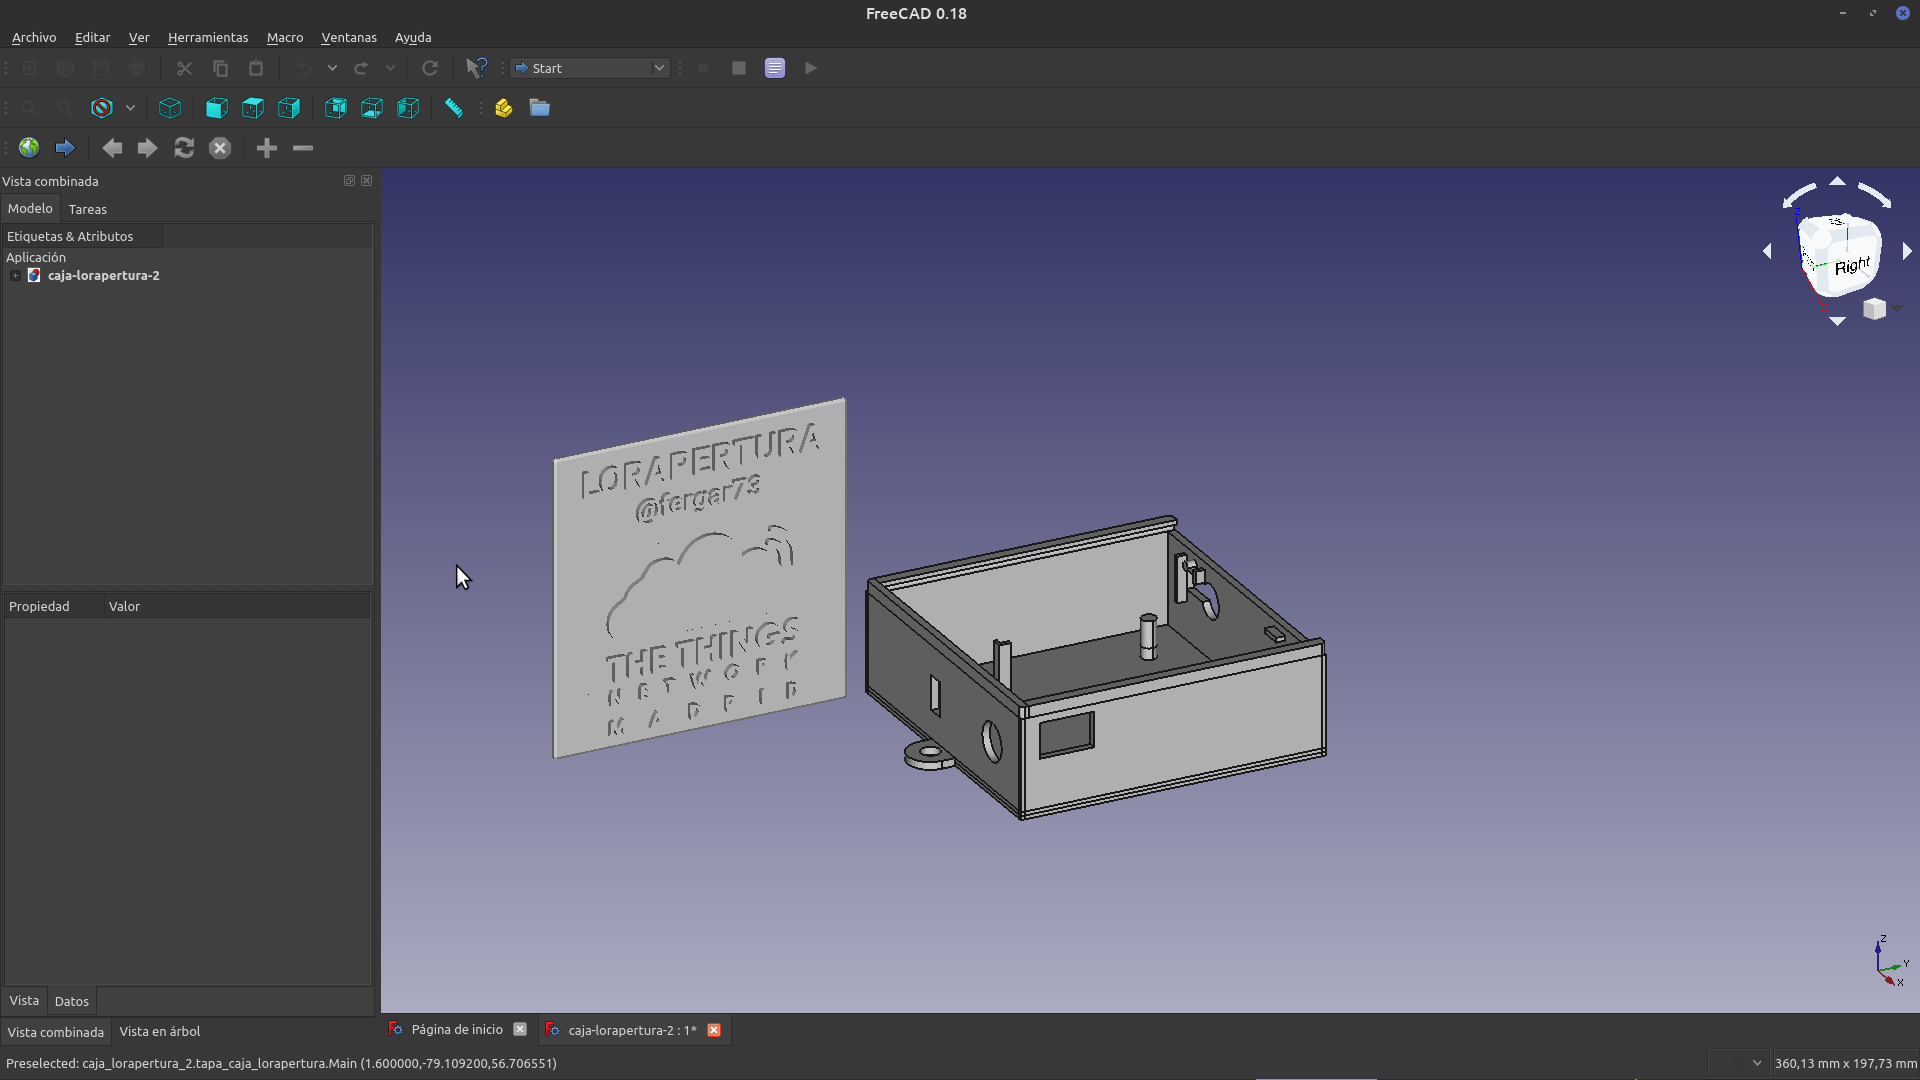 FreeCAD 0.18
Archivo Editar Ver Herramientas Macro Ventanas Ayuda
Start
Vista combinada
Modelo Tareas
Etiquetas & Atributos
Aplicación
caja-lorapertura-2
Right
Z
X
LORAPERTURA
@fergar73
THE THINGS
NETWORK
MADRID
Propiedad Valor
Z
Y
X
Vista Datos
Vista combinada Vista en árbol
Página de inicio caja-lorapertura-2 : 1*
Preselected: caja_lorapertura_2.tapa_caja_lorapertura.Main (1.600000,-79.109200,56.706551)
360,13 mm x 197,73 mm